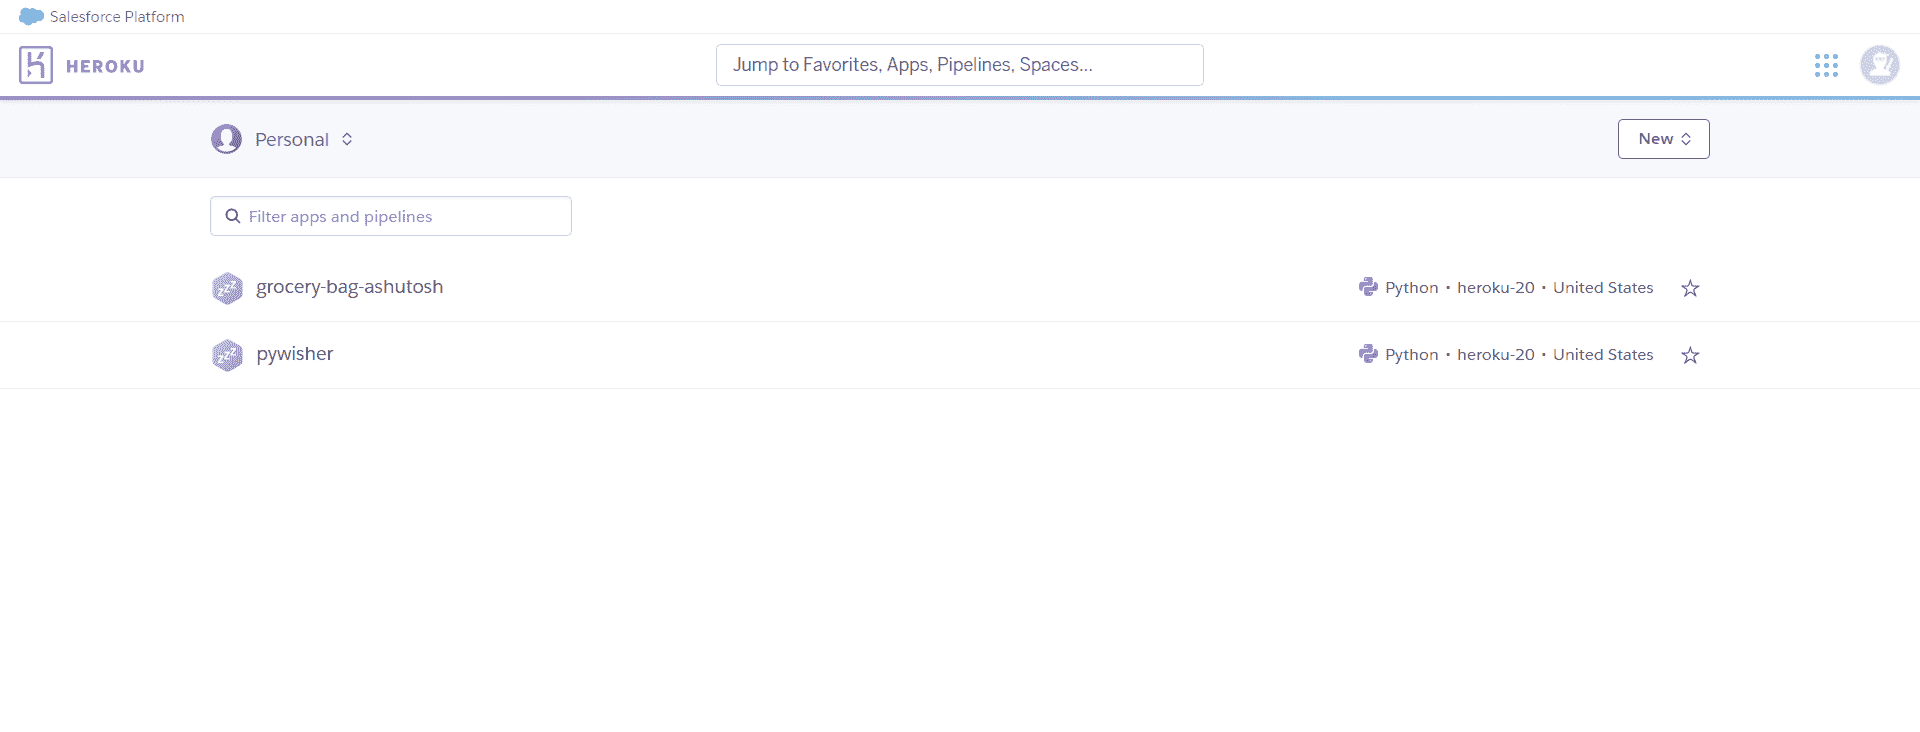 Salesforce Platform
HEROKU
Jump to Favorites, Apps, Pipelines, Spaces...
Personal
New
Filter apps and pipelines
grocery-bag-ashutosh
Python · heroku-20 · United States
pywisher
Python · heroku-20 · United States